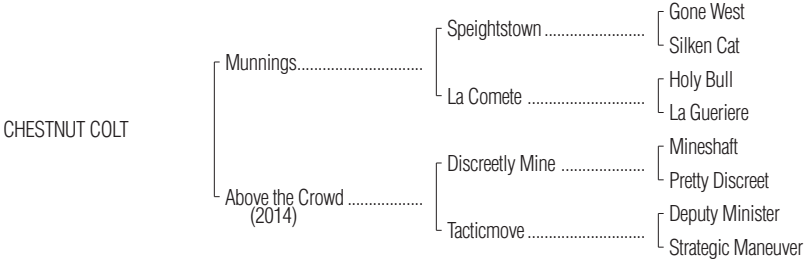 Gone West
Speightstown ........................
Silken Cat
Munnings..............................
Holy Bull
La Comete ............................
La Gueriere
CHESTNUT COLT
Mineshaft
Discreetly Mine ....................
Pretty Discreet
Above the Crowd ..................
(2014)
Deputy Minister
Tacticmove............................
Strategic Maneuver